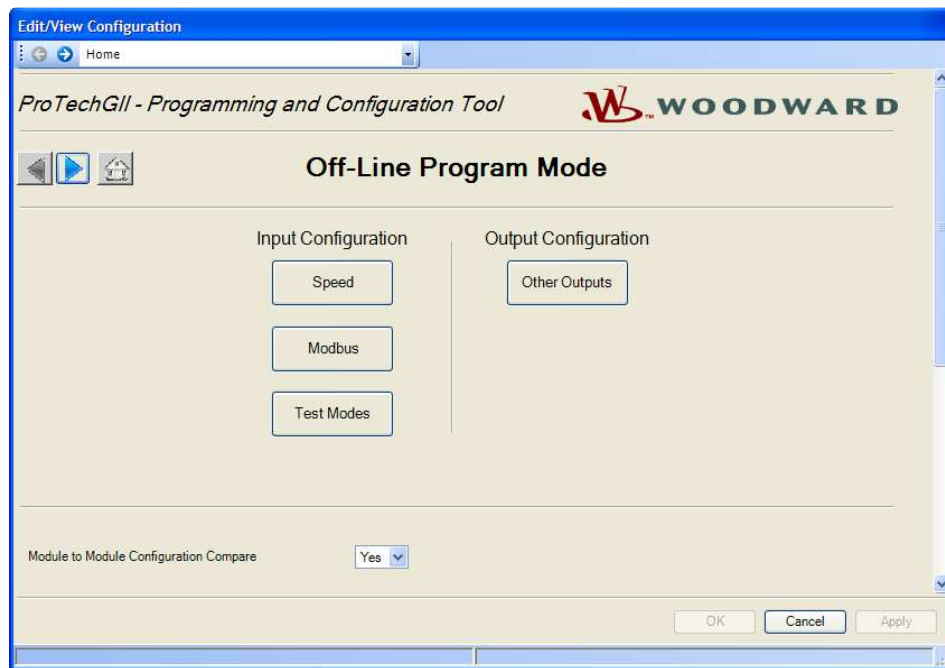 Edit/View Configuration
Home
ProTechGII - Programming and Configuration Tool
WOODWARD
Off-Line Program Mode
Input Configuration
Output Configuration
Speed
Other Outputs
Modbus
Test Modes
Module to Module Configuration Compare
Yes
OK
Cancel
Apply